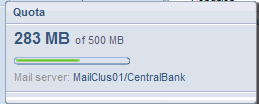 Quota
283 MB of 500 MB
Mail server: MailClus01/CentralBank